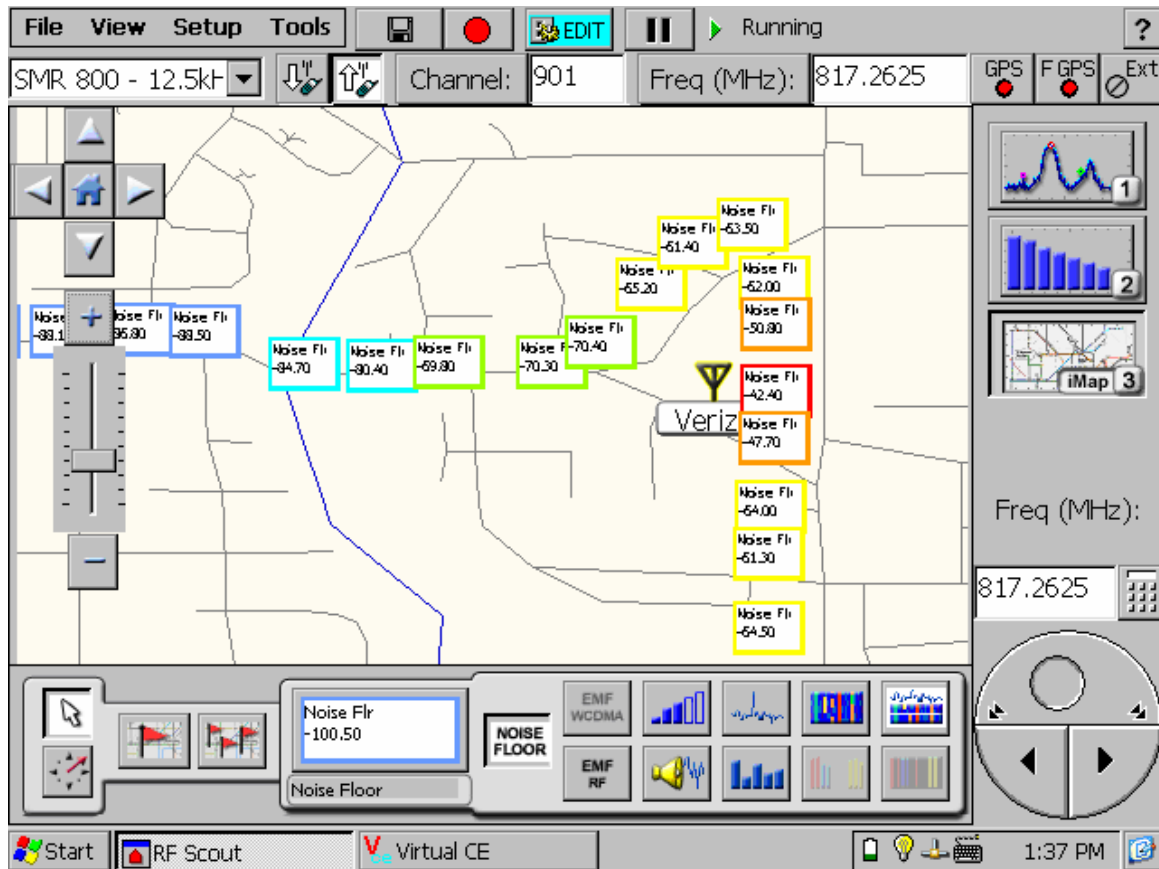 File View Setup Tools EDIT Running ?
SMR 800 - 12.5kH Channel: 901 Freq (MHz): 817.2625 GPS F GPS Ext
1
2
iMap 3
Noise Flr
-63.50
Noise Flr
-61.40
Noise Flr
-65.20
Noise Flr
-62.00
Noise Flr
-50.80
Noise
Noise Flr
Noise Flr
-88.50
Noise Flr
-84.70
Noise Flr
-80.40
Noise Flr
-69.80
Noise F
-70.30
-70.40
Noise Flr
-42.40
Veriz
Noise Flr
-47.70
Noise Flr
-64.00
Noise Flr
-61.30
Noise Flr
-64.50
Freq (MHz):
817.2625
Noise Flr
-100.50
Noise Floor
NOISE
FLOOR
EMF
WCDMA
EMF
RF
Start RF Scout Virtual CE 1:37 PM